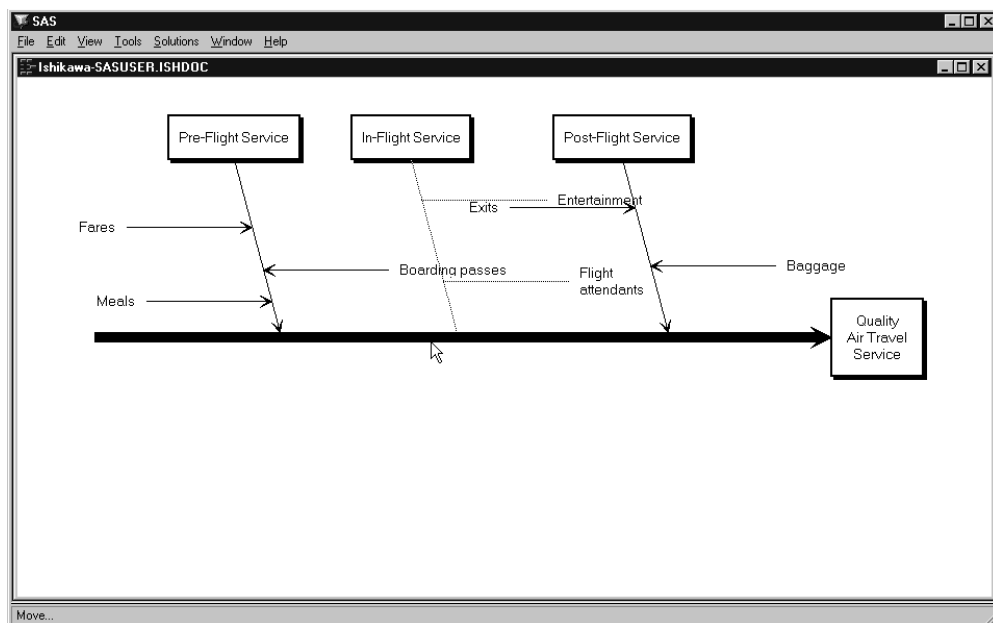 SAS
File Edit View Tools Solutions Window Help
Ishikawa-SASUSER.ISHDOC
Pre-Flight Service
In-Flight Service
Post-Flight Service
Entertainment
Exits
Fares
Boarding passes
Flight
attendants
Baggage
Meals
Quality
Air Travel
Service
Move...